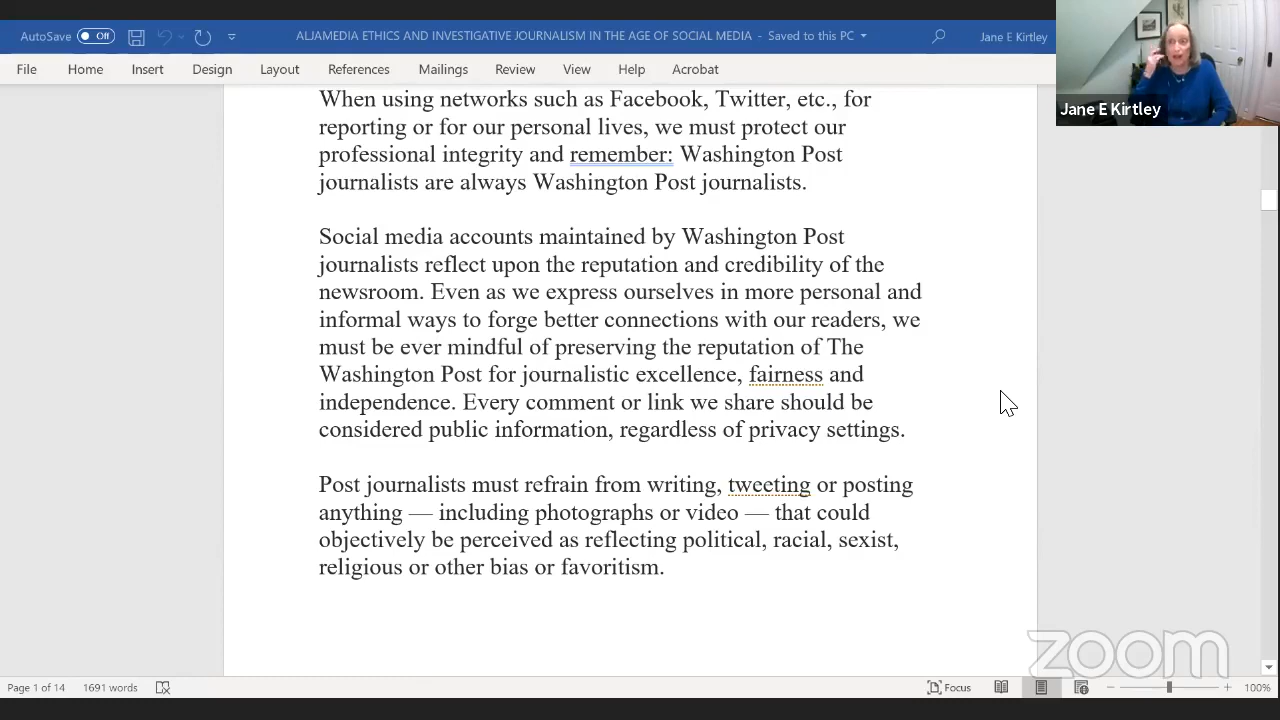 AutoSave Off
ALJAMEDIA ETHICS AND INVESTIGATIVE JOURNALISM IN THE AGE OF SOCIAL MEDIA - Saved to this PC
Jane E Kirtley
File Home Insert Design Layout References Mailings Review View Help Acrobat
Jane E Kirtley
When using networks such as Facebook, Twitter, etc., for
reporting or for our personal lives, we must protect our
professional integrity and remember: Washington Post
journalists are always Washington Post journalists.
Social media accounts maintained by Washington Post
journalists reflect upon the reputation and credibility of the
newsroom. Even as we express ourselves in more personal and
informal ways to forge better connections with our readers, we
must be ever mindful of preserving the reputation of The
Washington Post for journalistic excellence, fairness and
independence. Every comment or link we share should be
considered public information, regardless of privacy settings.
Post journalists must refrain from writing, tweeting or posting
anything — including photographs or video — that could
objectively be perceived as reflecting political, racial, sexist,
religious or other bias or favoritism.
zoom
Page 1 of 14 1691 words Focus 100%